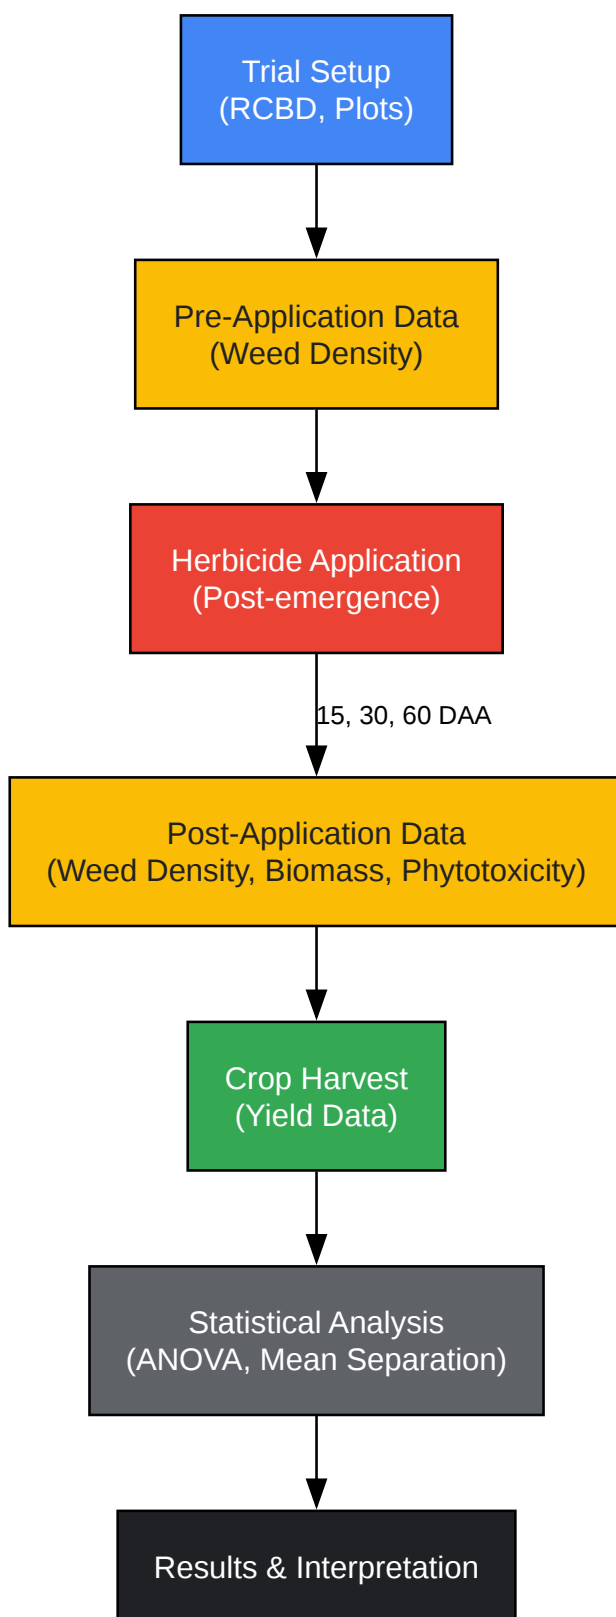 Trial Setup
(RCBD, Plots)
Pre-Application Data
(Weed Density)
Herbicide Application
(Post-emergence)
15, 30, 60 DAA
Post-Application Data
(Weed Density, Biomass, Phytotoxicity)
Crop Harvest
(Yield Data)
Statistical Analysis
(ANOVA, Mean Separation)
Results & Interpretation